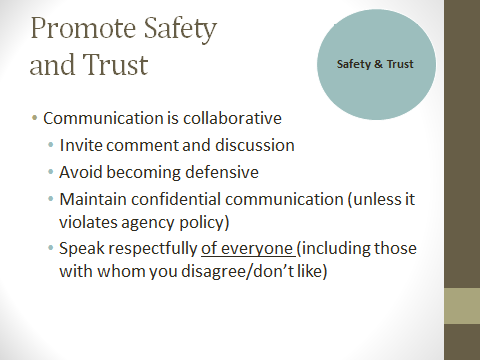 Promote Safety
and Trust
Safety & Trust
• Communication is collaborative
• Invite comment and discussion
• Avoid becoming defensive
• Maintain confidential communication (unless it
violates agency policy)
• Speak respectfully of everyone (including those
with whom you disagree/don’t like)